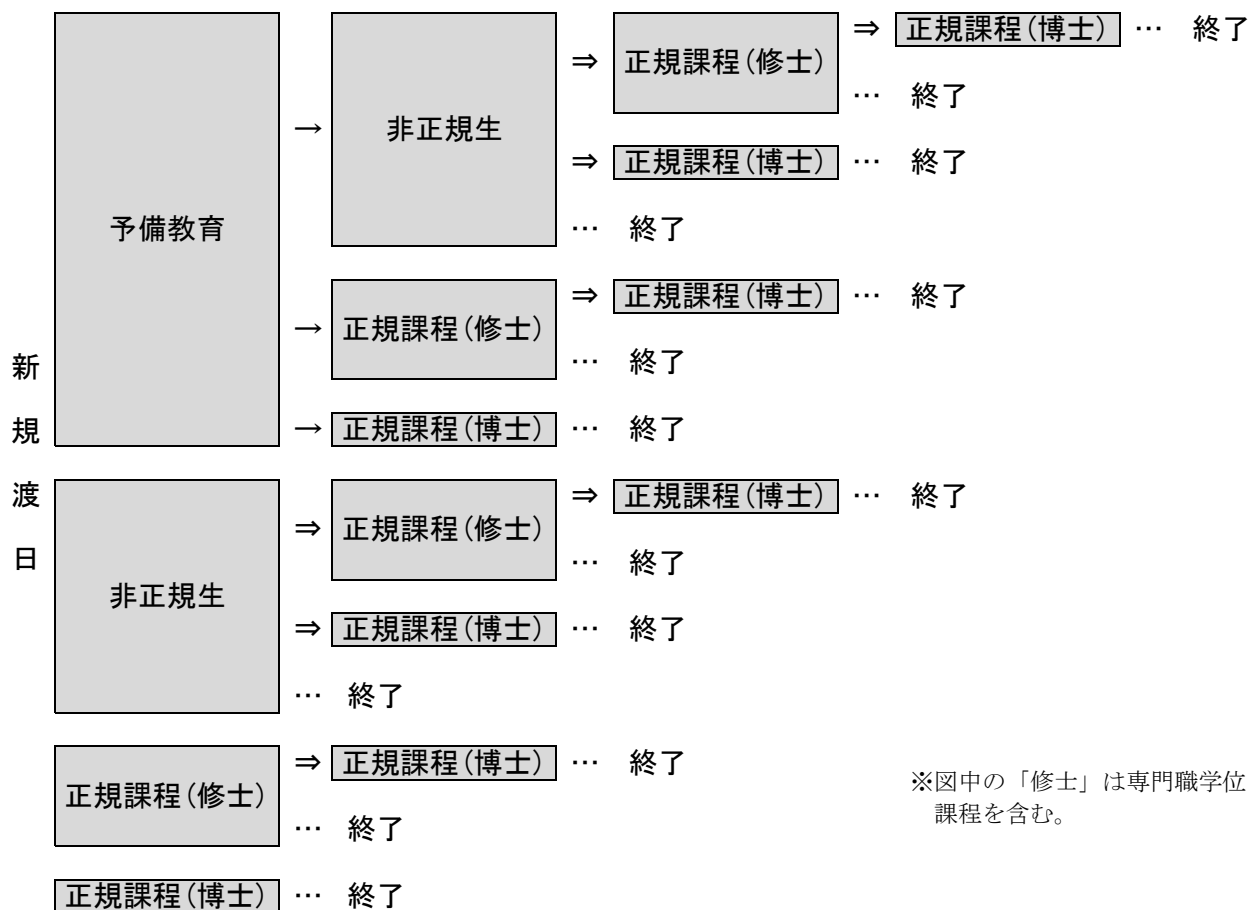 ⇒ 正規課程(博士) … 終了
⇒ 正規課程(修士)
… 終了
→ 非正規生
⇒ 正規課程(博士) … 終了
予備教育
… 終了
⇒ 正規課程(博士) … 終了
→ 正規課程(修士)
… 終了
→ 正規課程(博士) … 終了
新規渡日
⇒ 正規課程(博士) … 終了
⇒ 正規課程(修士)
… 終了
非正規生
⇒ 正規課程(博士) … 終了
… 終了
⇒ 正規課程(博士) … 終了
正規課程(修士)
… 終了
※図中の「修士」は専門職学位
課程を含む。
正規課程(博士) … 終了